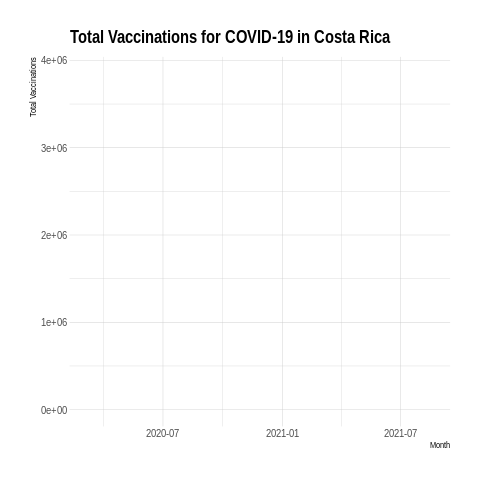 Total Vaccinations for COVID-19 in Costa Rica
Total Vaccinations
4e+06
3e+06
2e+06
1e+06
0e+00
2020-07
2021-01
2021-07
Month